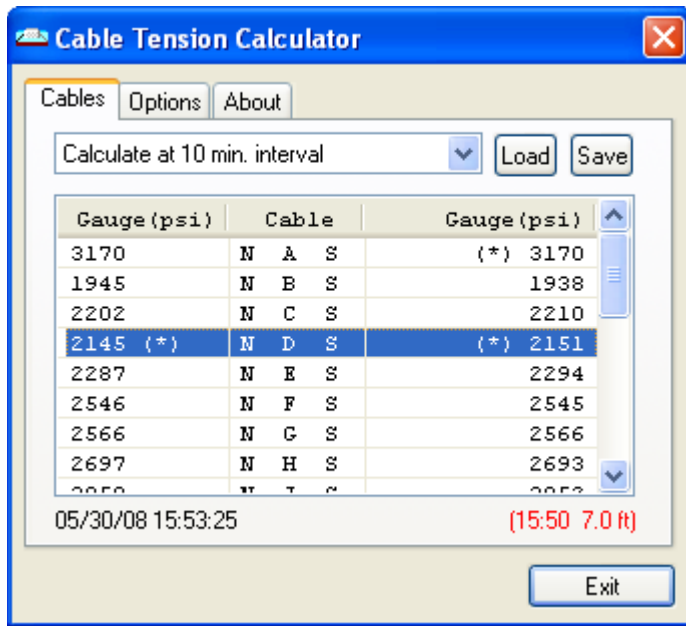 Cable Tension Calculator
Cables Options About
Calculate at 10 min. interval Load Save
Gauge(psi) Cable Gauge(psi)
3170 N A S (*) 3170
1945 N B S 1938
2202 N C S 2210
2145 (*) N D S (*) 2151
2287 N E S 2294
2546 N F S 2545
2566 N G S 2566
2697 N H S 2693
05/30/08 15:53:25 (15:50 7.0 ft)
Exit